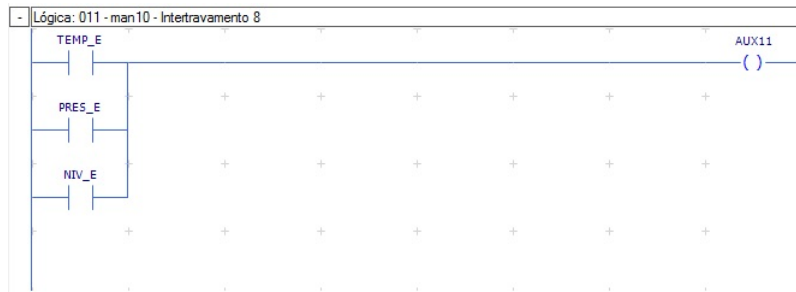 - Lógica: 011 - man10 - Intertravamento 8
TEMP_E
AUX11
PRES_E
NIV_E